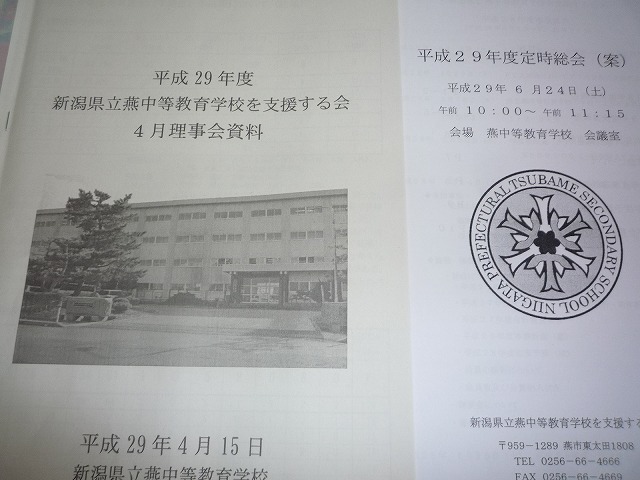 平成29年度
新潟県立燕中等教育学校を支援する会
４月理事会資料
平成29年4月15日
新潟県立燕中等教育学校
平成２９年度定時総会（案）
平成２９年 ６ 月２４日（土）
午前 １０：００～ 午前 １１：１５
会場 燕中等教育学校 会議室
NIIGATA PREFECTURAL TSUBAME SECONDARY SCHOOL
新潟県立燕中等教育学校を支援す
〒959－1289 燕市東太田1808
TEL 0256－66－4666
FAX 0256－66－4669